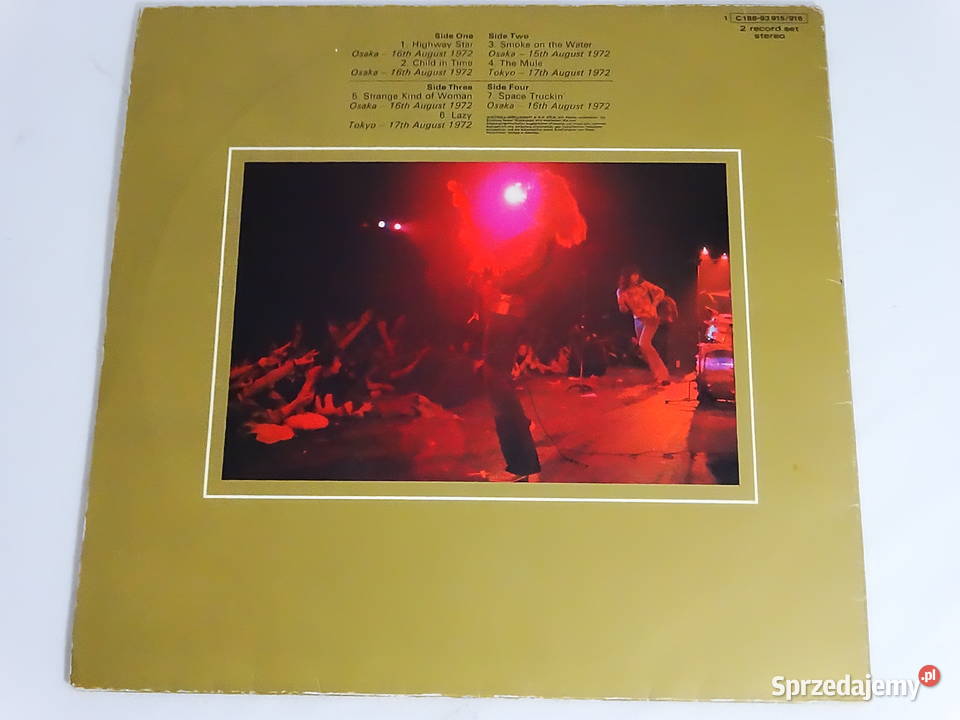 1 C 188-93 915/916
2 record set
stereo
Side One
1. Highway Star
Osaka – 16th August 1972
2. Child in Time
Osaka – 16th August 1972
Side Two
3. Smoke on the Water
Osaka – 15th August 1972
4. The Mule
Tokyo – 17th August 1972
Side Three
5. Strange Kind of Woman
Osaka – 16th August 1972
6. Lazy
Tokyo – 17th August 1972
Side Four
7. Space Truckin'
Osaka – 16th August 1972
Sprzedajemy.pl